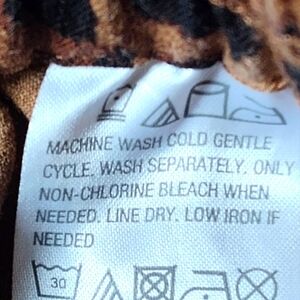 MACHINE WASH COLD GENTLE
CYCLE. WASH SEPARATELY. ONLY
NON-CHLORINE BLEACH WHEN
NEEDED. LINE DRY. LOW IRON IF
NEEDED
30